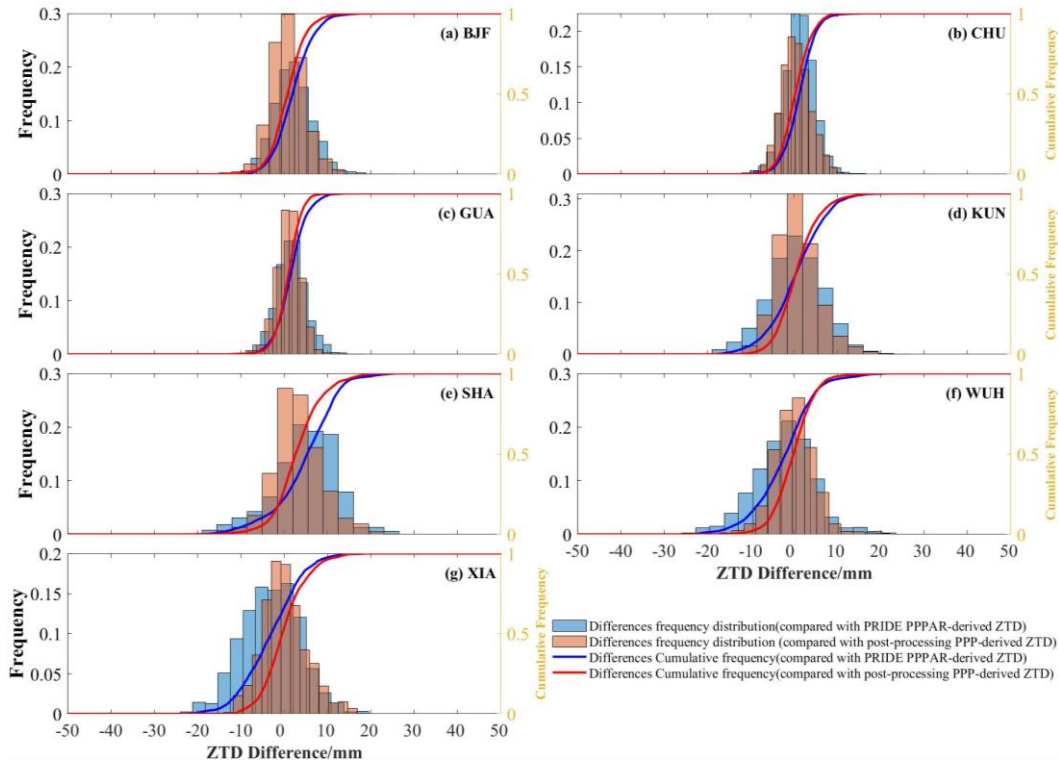 0.3
0.2
0.1
0
Frequency
(a) BJF
1
0.5
0
0.2
0.15
0.1
0.05
0
(b) CHU
1
0.5
0
Cumulative Frequency
0.3
0.2
0.1
0
Frequency
(c) GUA
1
0.5
0
0.3
0.2
0.1
0
(d) KUN
1
0.5
0
Cumulative Frequency
0.3
0.2
0.1
0
Frequency
(e) SHA
1
0.5
0
0.3
0.2
0.1
0
(f) WUH
1
0.5
0
Cumulative Frequency
-50 -40 -30 -20 -10 0 10 20 30 40 50
ZTD Difference/mm
0.2
0.15
0.1
0.05
0
Frequency
(g) XIA
1
0.5
0
Cumulative Frequency
-50 -40 -30 -20 -10 0 10 20 30 40 50
ZTD Difference/mm
Differences frequency distribution(compared with PRIDE PPPAR-derived ZTD)
Differences frequency distribution (compared with post-processing PPP-derived ZTD)
Differences Cumulative frequency(compared with PRIDE PPPAR-derived ZTD)
Differences Cumulative frequency(compared with post-processing PPP-derived ZTD)